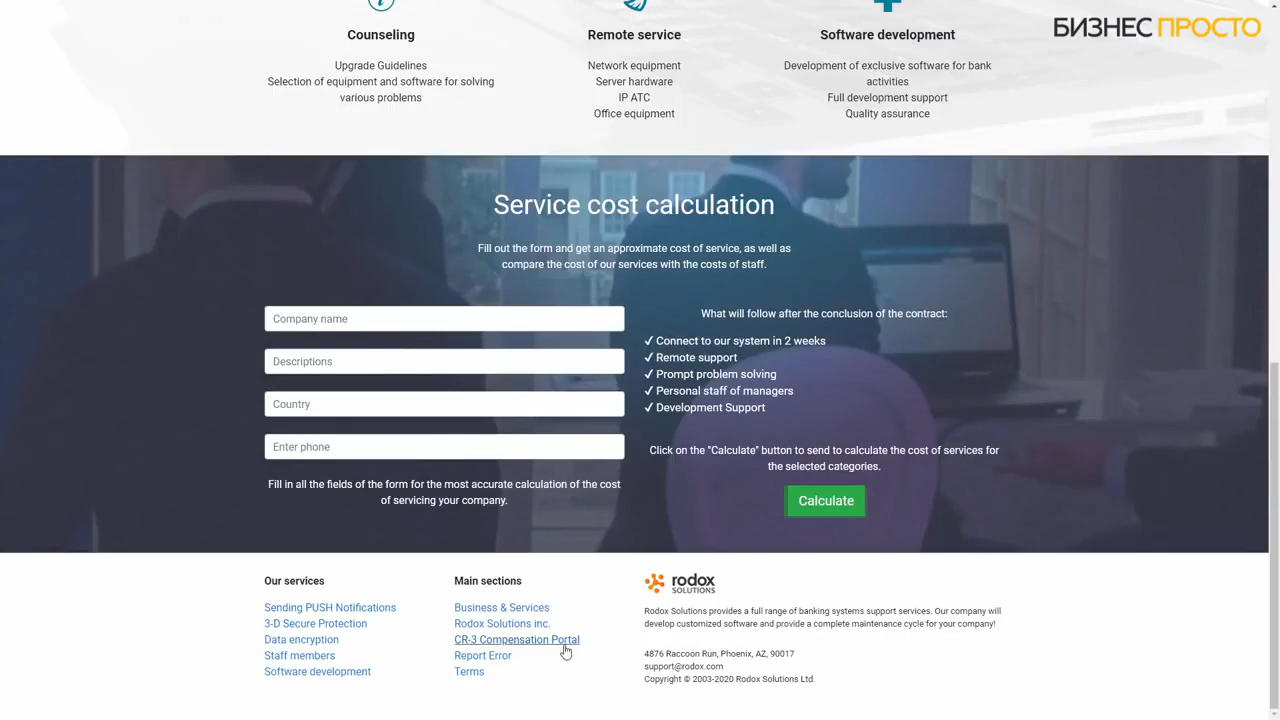 БИЗНЕС ПРОСТО
Counseling
Upgrade Guidelines
Selection of equipment and software for solving
various problems
Remote service
Network equipment
Server hardware
IP ATC
Office equipment
Software development
Development of exclusive software for bank
activities
Full development support
Quality assurance
Service cost calculation
Fill out the form and get an approximate cost of service, as well as
compare the cost of our services with the costs of staff.
Company name
Descriptions
Country
Enter phone
Fill in all the fields of the form for the most accurate calculation of the cost
of servicing your company.
What will follow after the conclusion of the contract:
✓ Connect to our system in 2 weeks
✓ Remote support
✓ Prompt problem solving
✓ Personal staff of managers
✓ Development Support
Click on the "Calculate" button to send to calculate the cost of services for
the selected categories.
Calculate
Our services
Sending PUSH Notifications
3-D Secure Protection
Data encryption
Staff members
Software development
Main sections
Business & Services
Rodox Solutions inc.
CR-3 Compensation Portal
Report Error
Terms
rodox
SOLUTIONS
Rodox Solutions provides a full range of banking systems support services. Our company will
develop customized software and provide a complete maintenance cycle for your company!
4876 Raccoon Run, Phoenix, AZ, 90017
support@rodox.com
Copyright © 2003-2020 Rodox Solutions Ltd.